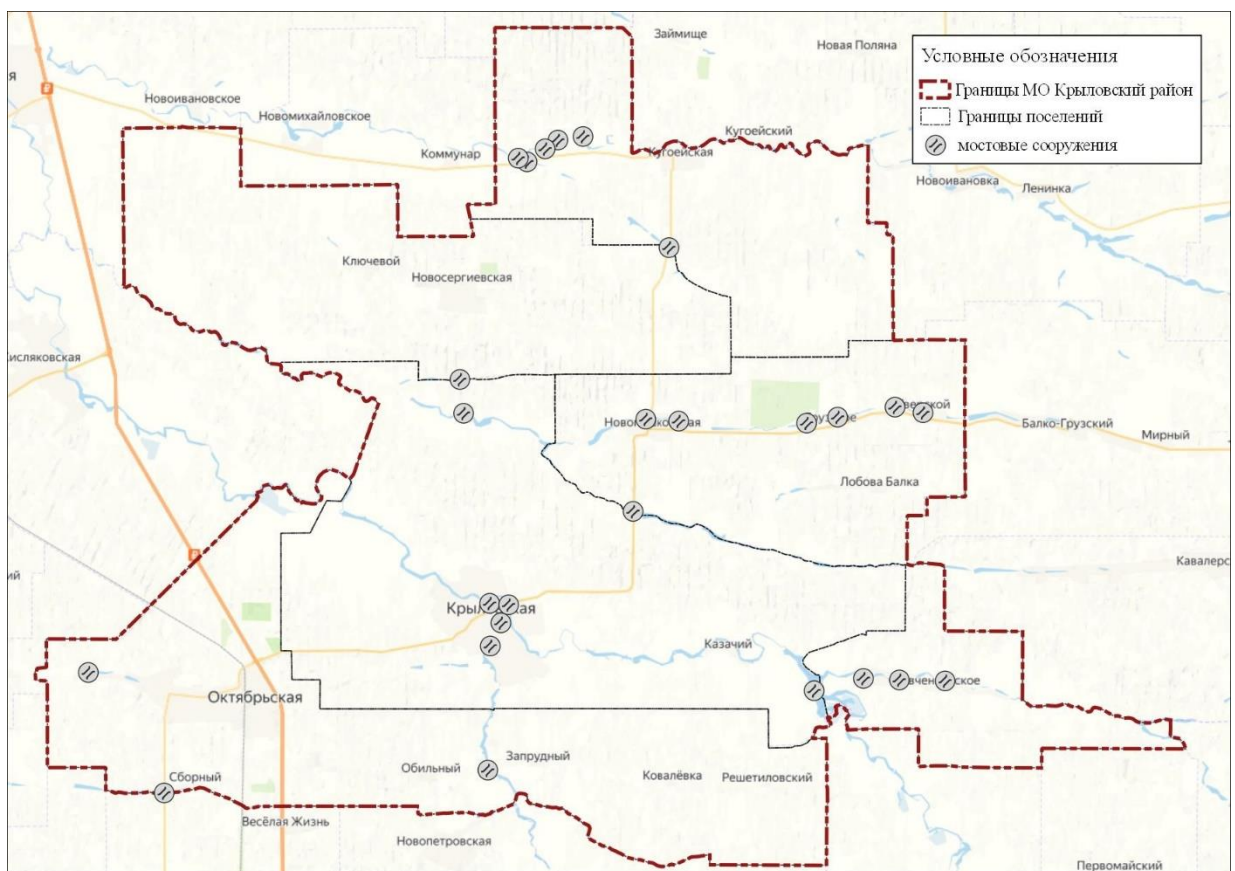 Займище
Новая Поляна
Условные обозначения
Границы МО Крыловский район
Границы поселений
мостовые сооружения
Новоивановское
Новомихайловское
Коммунар
Кугоейский
Кугоейская
Новоивановка
Ленинка
Ключевой
Новосергиевская
Балко-Грузский
Мирный
Лобова Балка
Казачий
Октябрьская
Сборный
Обильный
Запрудный
Ковалёвка
Решетиловский
Весёлая Жизнь
Новопетровская
Первомайский